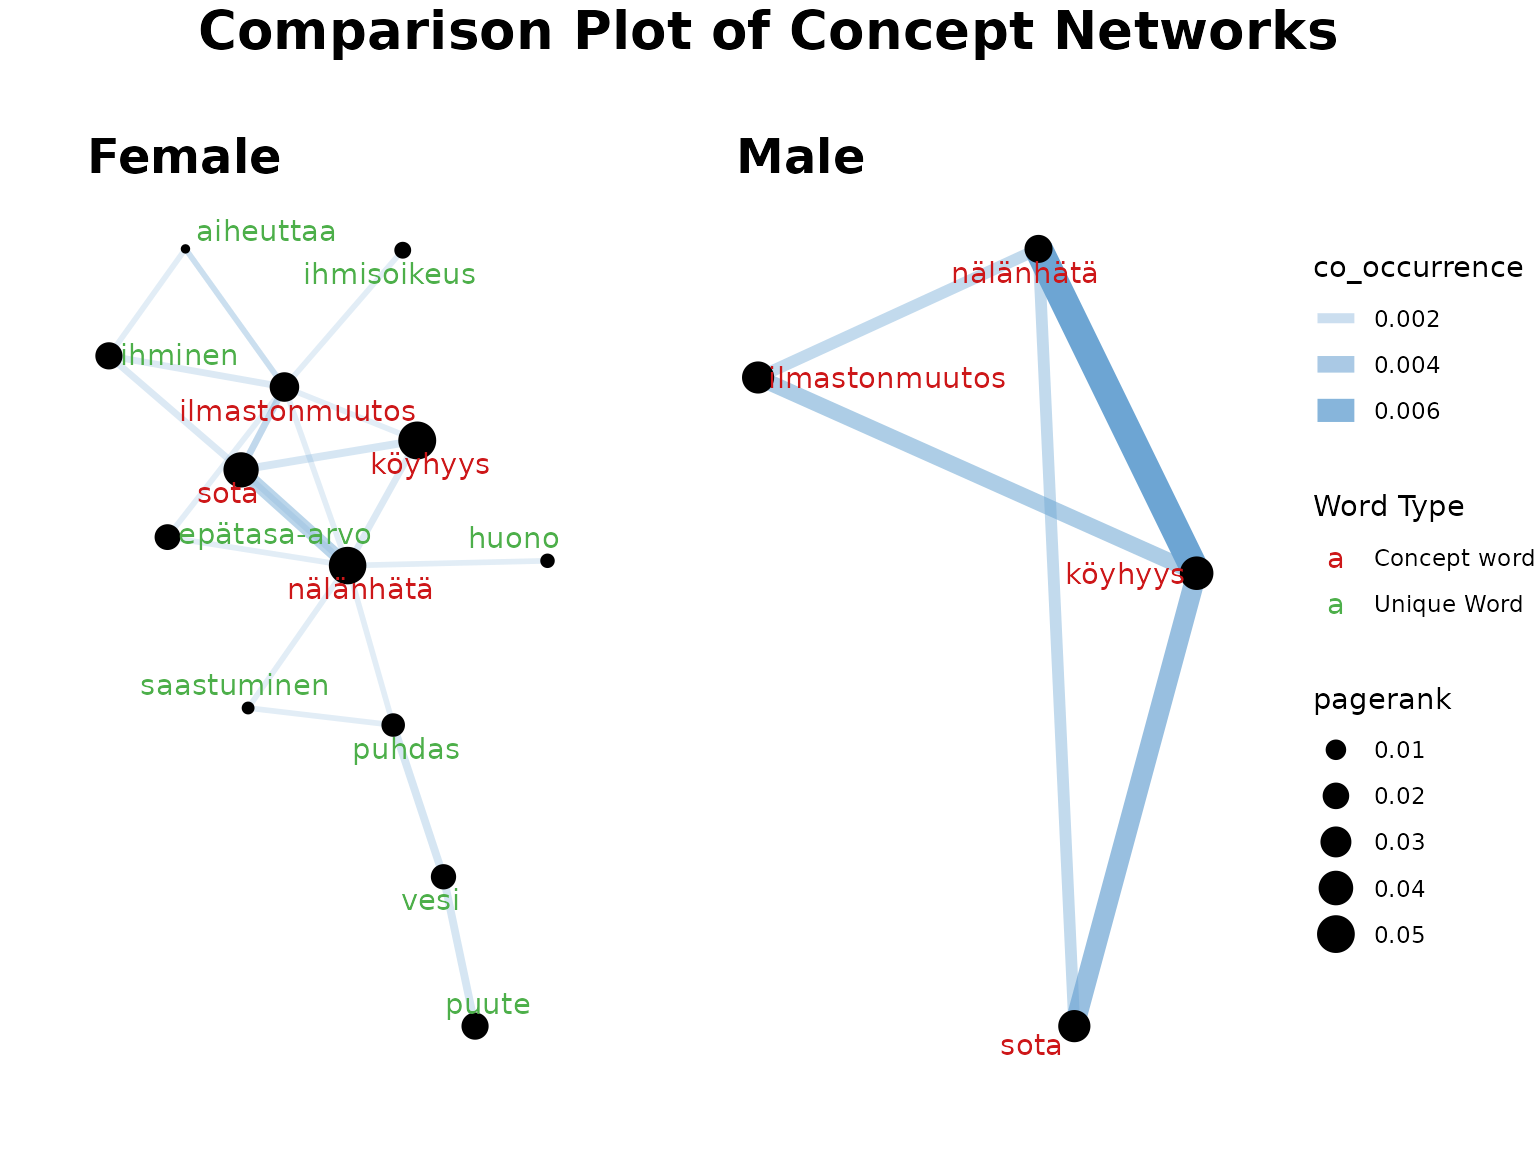 Comparison Plot of Concept Networks
Female
aiheuttaa
ihmisoikeus
ihminen
ilmastonmuutos
köyhyys
sota
epätasa-arvo
huono
nälänhätä
saastuminen
puhdas
vesi
puute
Male
nälänhätä
ilmastonmuutos
köyhyys
sota
co_occurrence
0.002
0.004
0.006
Word Type
a Concept word
a Unique Word
pagerank
0.01
0.02
0.03
0.04
0.05